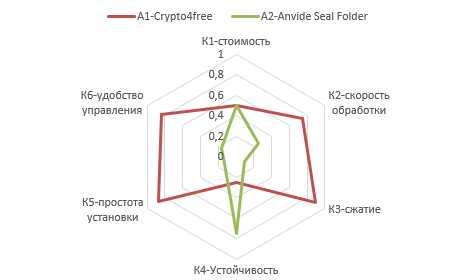 A1-Crypto4free
A2-Anvide Seal Folder
К1-стоимость
1
0,8
0,6
0,4
0,2
0
К6-удобство
управления
К2-скорость
обработки
К5-простота
установки
К3-сжатие
К4-Устойчивость